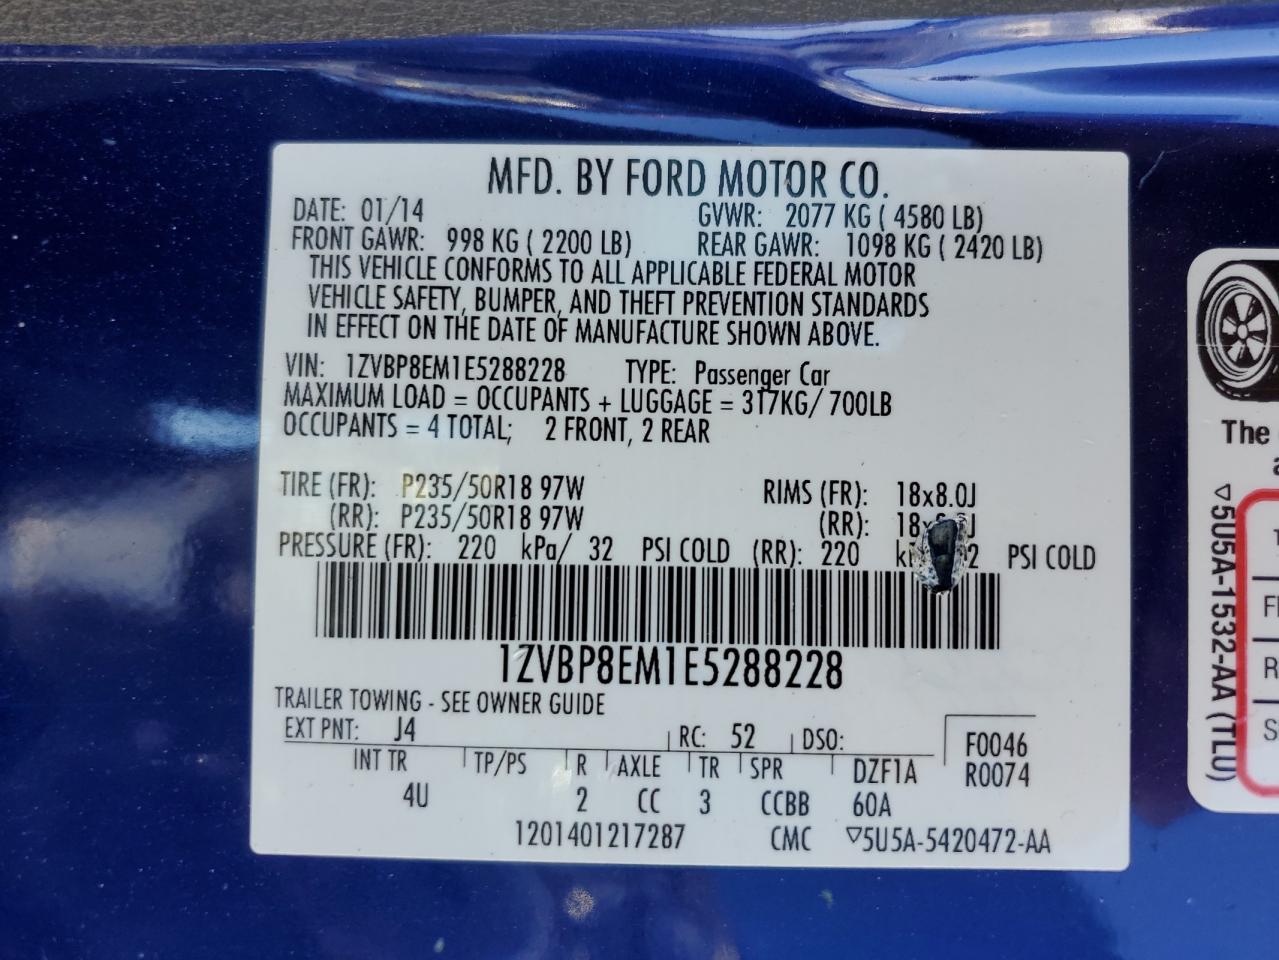 MFD. BY FORD MOTOR CO.
DATE: 01/14 GVWR: 2077 KG ( 4580 LB)
FRONT GAWR: 998 KG ( 2200 LB) REAR GAWR: 1098 KG ( 2420 LB)
THIS VEHICLE CONFORMS TO ALL APPLICABLE FEDERAL MOTOR
VEHICLE SAFETY, BUMPER, AND THEFT PREVENTION STANDARDS
IN EFFECT ON THE DATE OF MANUFACTURE SHOWN ABOVE.
VIN: 1ZVBP8EM1E5288228 TYPE: Passenger Car
MAXIMUM LOAD = OCCUPANTS + LUGGAGE = 317KG/ 700LB
OCCUPANTS = 4 TOTAL; 2 FRONT, 2 REAR
TIRE (FR): P235/50R18 97W RIMS (FR): 18x8.0J
(RR): P235/50R18 97W (RR):
PRESSURE (FR): 220 kPa/ 32 PSI COLD (RR): 220 PSI COLD
1ZVBP8EM1E5288228
TRAILER TOWING - SEE OWNER GUIDE
EXT PNT: J4 RC: 52 DSO: F0046
INT TR TP/PS R AXLE TR SPR DZF1A R0074
4U 2 CC 3 CCBB 60A
1201401217287 CMC ▽5U5A-5420472-AA
The
▽5U5A-1532-AA (TLU)